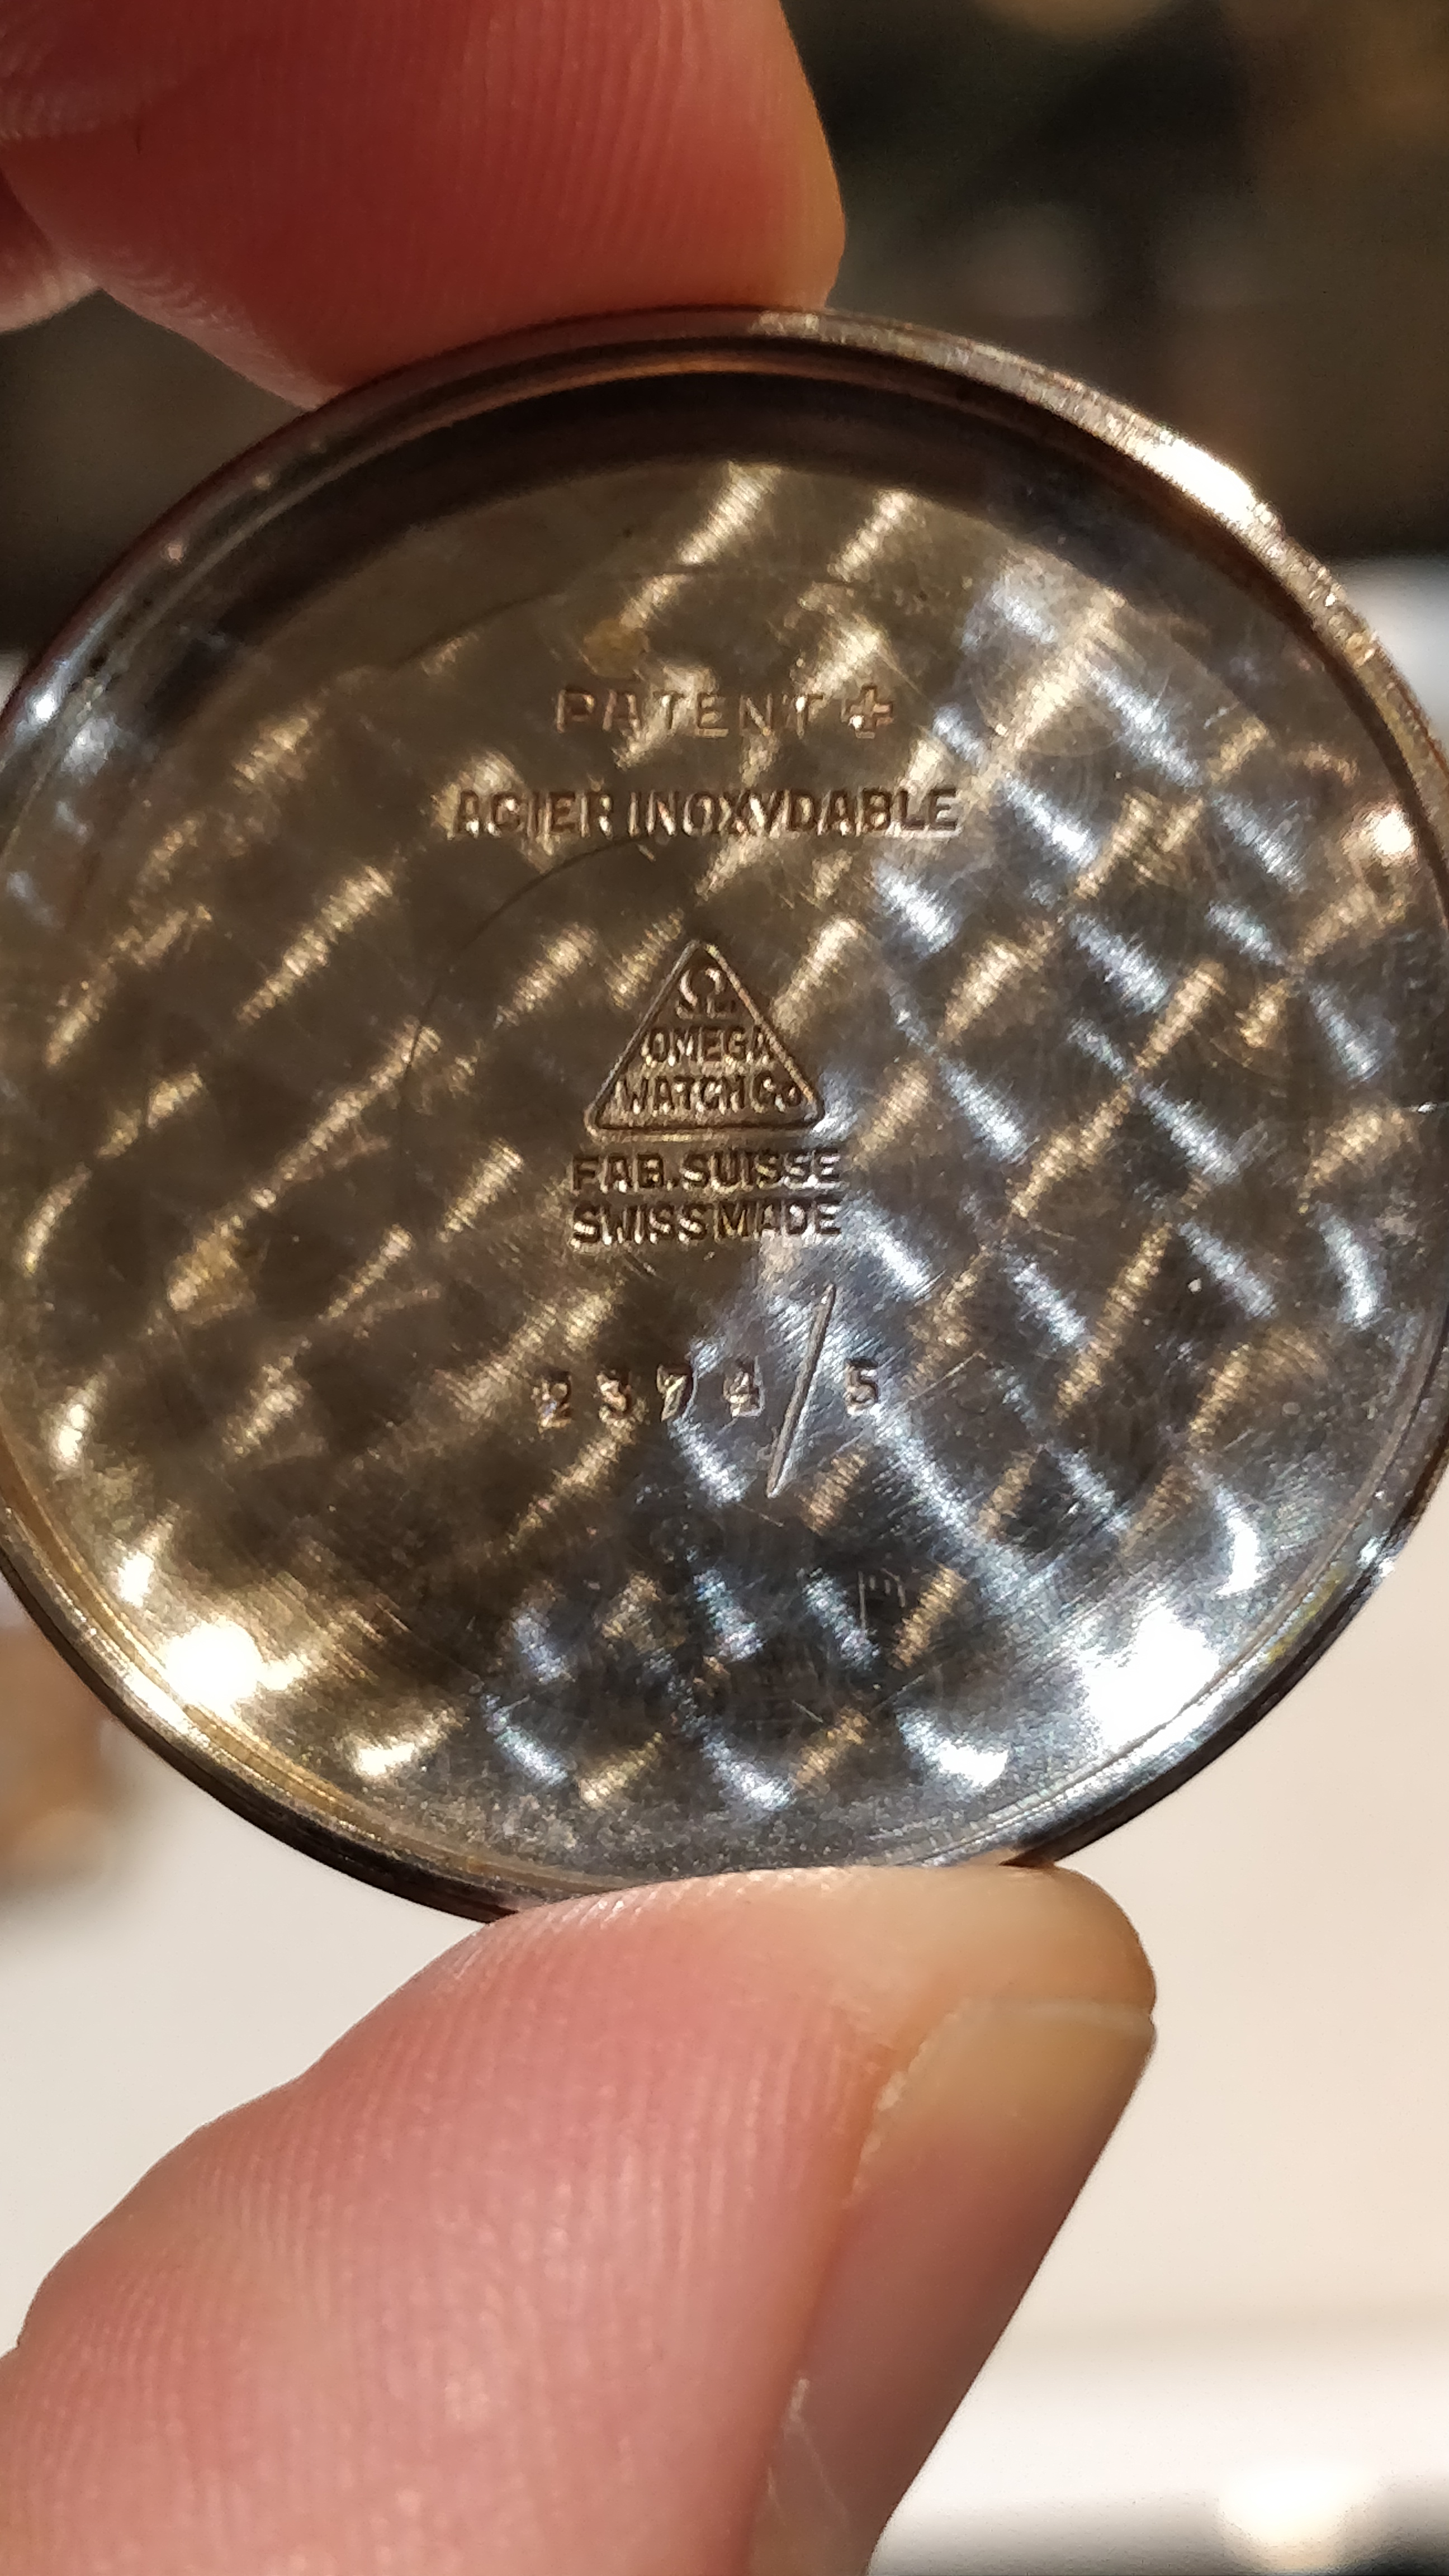 PATENT ✚
ACIER INOXYDABLE
Ω
OMEGA
WATCH Co
FAB. SUISSE
SWISS MADE
2374/5